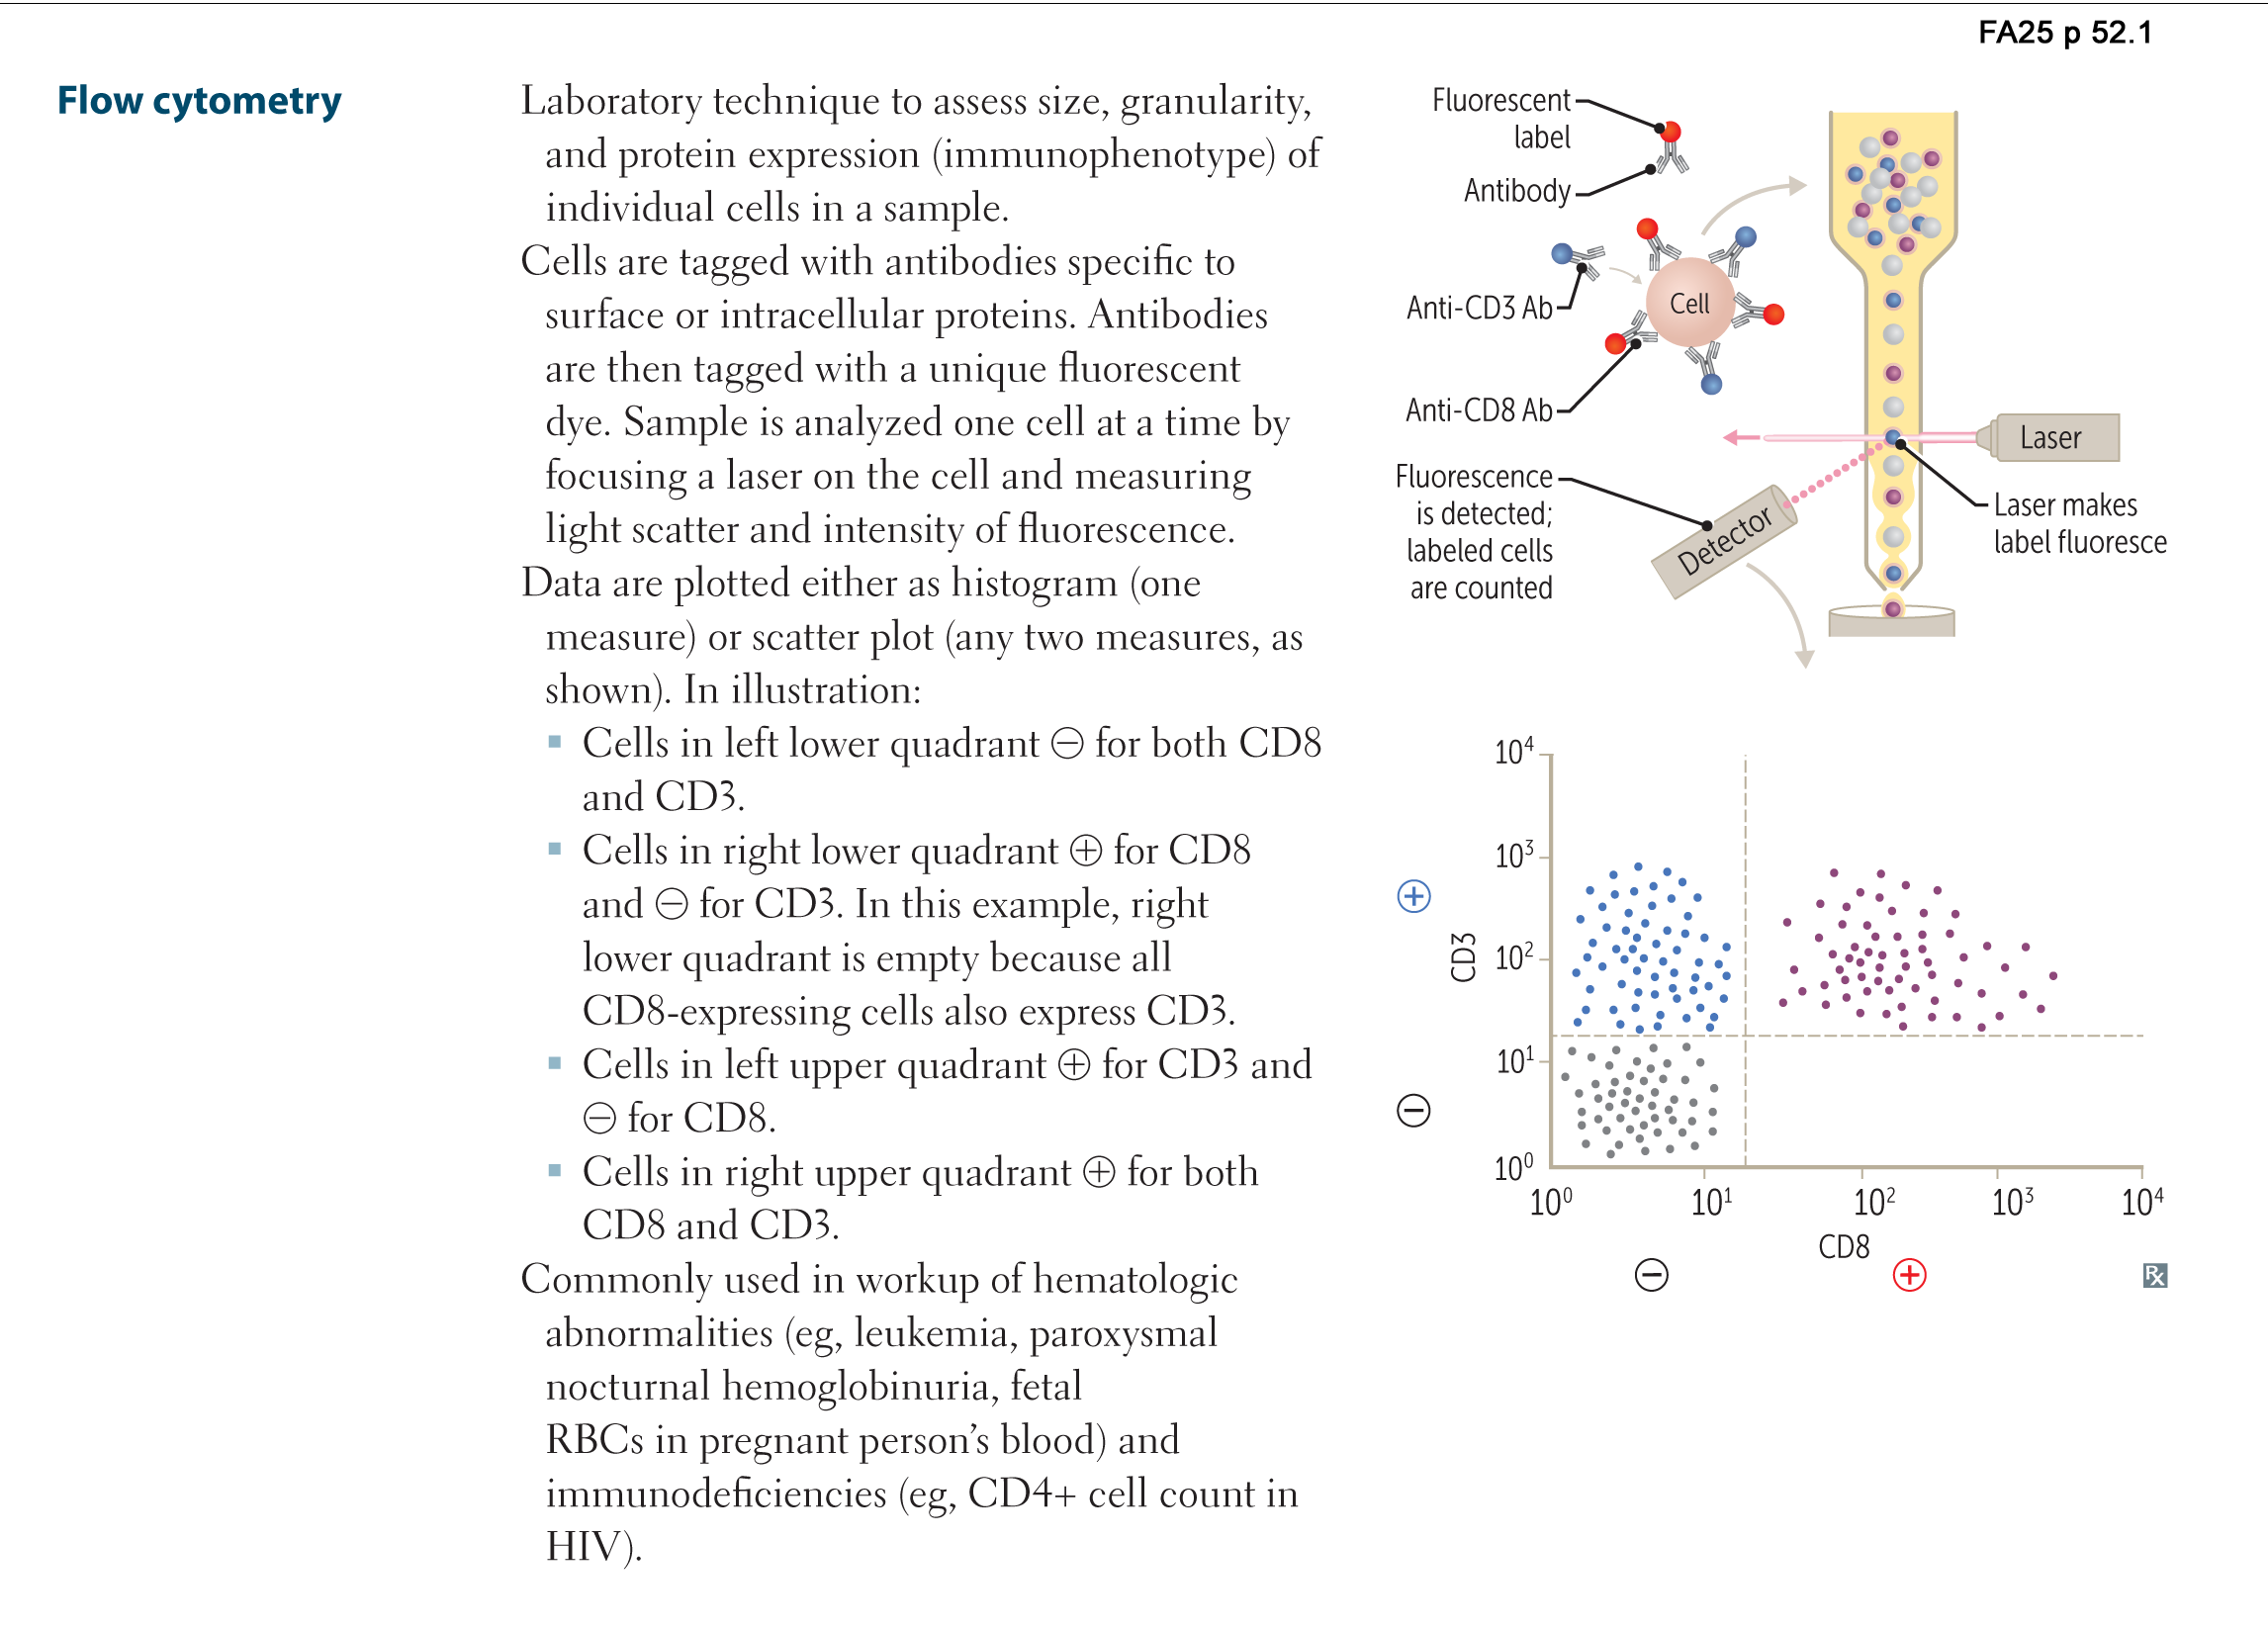 FA25 p 52.1
Flow cytometry
Laboratory technique to assess size, granularity,
and protein expression (immunophenotype) of
individual cells in a sample.
Cells are tagged with antibodies specific to
surface or intracellular proteins. Antibodies
are then tagged with a unique fluorescent
dye. Sample is analyzed one cell at a time by
focusing a laser on the cell and measuring
light scatter and intensity of fluorescence.
Data are plotted either as histogram (one
measure) or scatter plot (any two measures, as
shown). In illustration:
▪ Cells in left lower quadrant ⊖ for both CD8
and CD3.
▪ Cells in right lower quadrant ⊕ for CD8
and ⊖ for CD3. In this example, right
lower quadrant is empty because all
CD8-expressing cells also express CD3.
▪ Cells in left upper quadrant ⊕ for CD3 and
⊖ for CD8.
▪ Cells in right upper quadrant ⊕ for both
CD8 and CD3.
Commonly used in workup of hematologic
abnormalities (eg, leukemia, paroxysmal
nocturnal hemoglobinuria, fetal
RBCs in pregnant person’s blood) and
immunodeficiencies (eg, CD4+ cell count in
HIV).
Fluorescent
label
Antibody
Anti-CD3 Ab
Cell
Anti-CD8 Ab
Laser
Fluorescence
is detected;
labeled cells
are counted
Detector
Laser makes
label fluoresce
10⁴
10³
⊕
CD3
10²
10¹
⊖
10⁰
10⁰ 10¹ 10² 10³ 10⁴
CD8
⊖ ⊕
℞